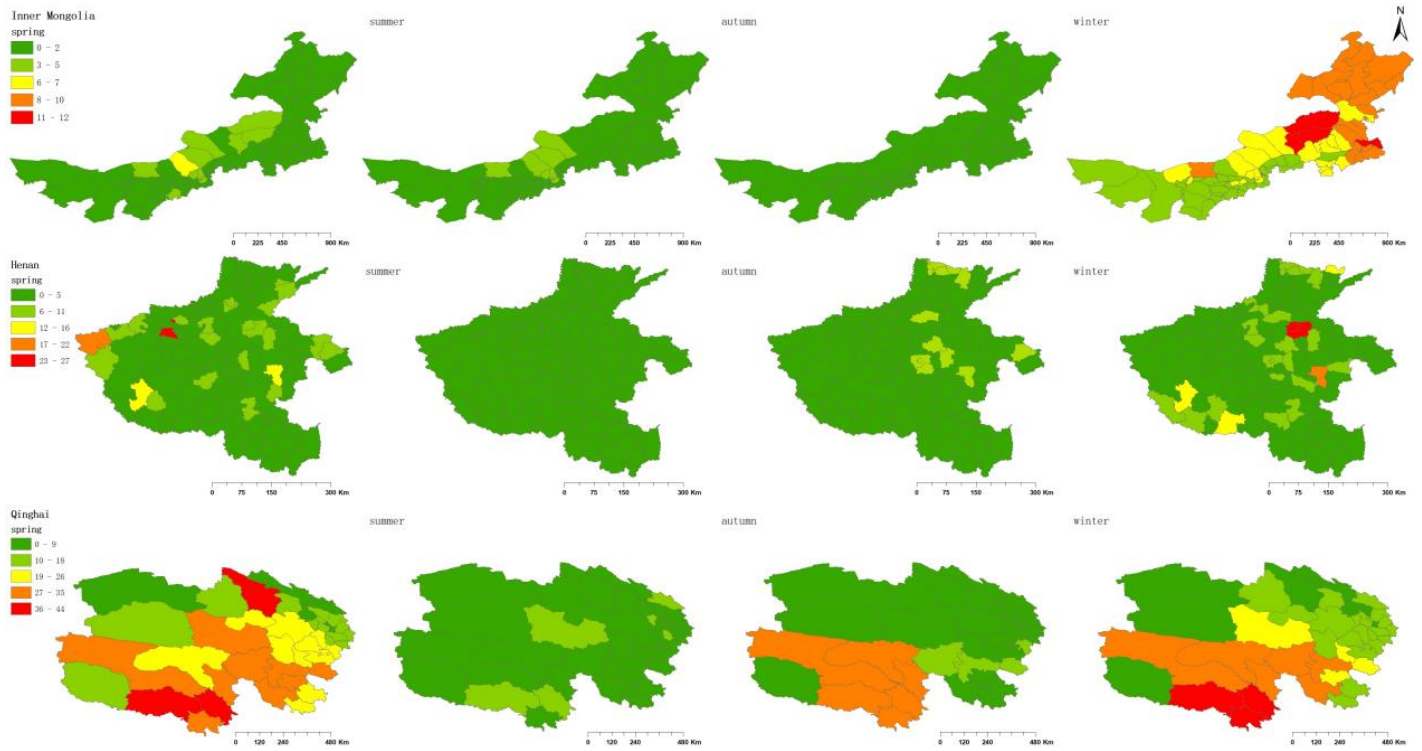 Inner Mongolia
spring
summer
autumn
winter
N
0 - 2
3 - 5
6 - 7
8 - 10
11 - 12
0 225 450 900 Km
0 225 450 900 Km
0 225 450 900 Km
0 225 450 900 Km
Henan
spring
summer
autumn
winter
0 - 5
6 - 11
12 - 16
17 - 22
23 - 27
0 75 150 300 Km
0 75 150 300 Km
0 75 150 300 Km
0 75 150 300 Km
Qinghai
spring
summer
autumn
winter
0 - 9
10 - 18
19 - 26
27 - 35
36 - 44
0 120 240 480 Km
0 120 240 480 Km
0 120 240 480 Km
0 120 240 480 Km